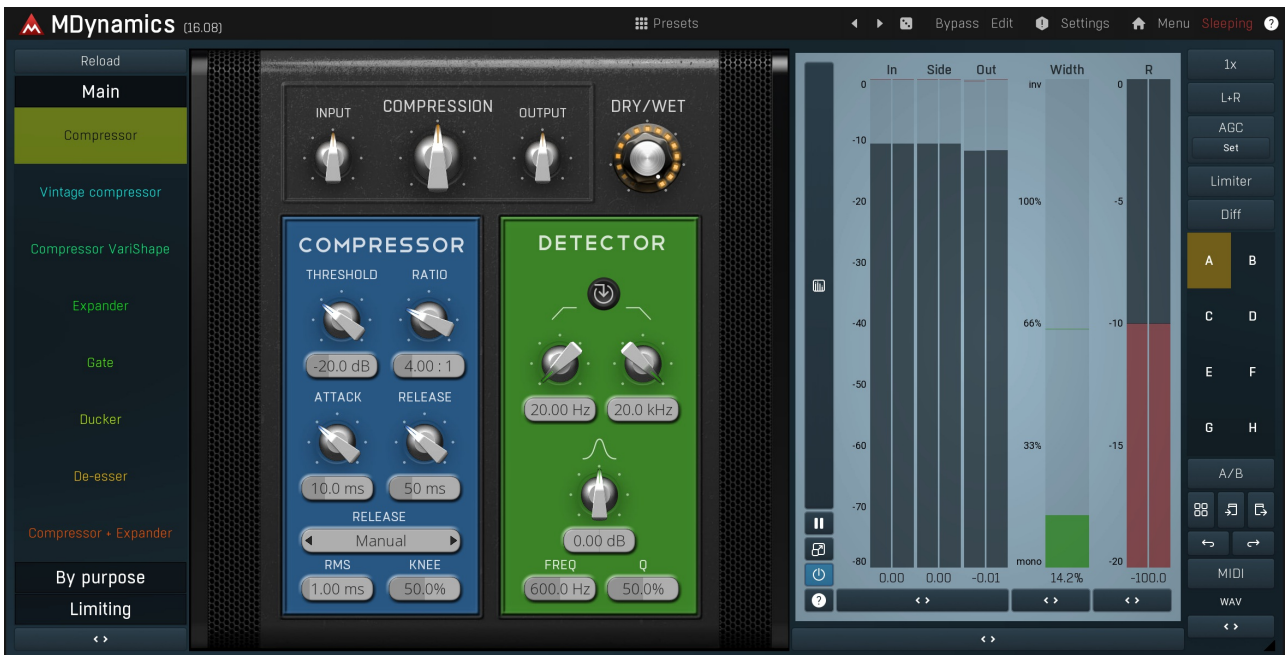 MDynamics (16.08)
Presets
Bypass Edit Settings Menu Sleeping ?
Reload
Main
Compressor
Vintage compressor
Compressor VariShape
Expander
Gate
Ducker
De-esser
Compressor + Expander
By purpose
Limiting
INPUT COMPRESSION OUTPUT DRY/WET
COMPRESSOR
THRESHOLD RATIO
-20.0 dB 4.00 : 1
ATTACK RELEASE
10.0 ms 50 ms
RELEASE
Manual
RMS KNEE
1.00 ms 50.0%
DETECTOR
20.00 Hz 20.0 kHz
0.00 dB
FREQ Q
600.0 Hz 50.0%
In Side Out Width R
0 inv 0
-10
-20 100% -5
-30
-40 66% -10
-50
-60 33% -15
-70
-80 mono -20
0.00 0.00 -0.01 14.2% -100.0
?
1x
L+R
AGC
Set
Limiter
Diff
A B
C D
E F
G H
A/B
MIDI
WAV